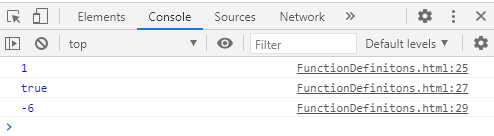 Elements Console Sources Network »
top Filter Default levels
1 FunctionDefinitons.html:25
true FunctionDefinitons.html:27
-6 FunctionDefinitons.html:29
>